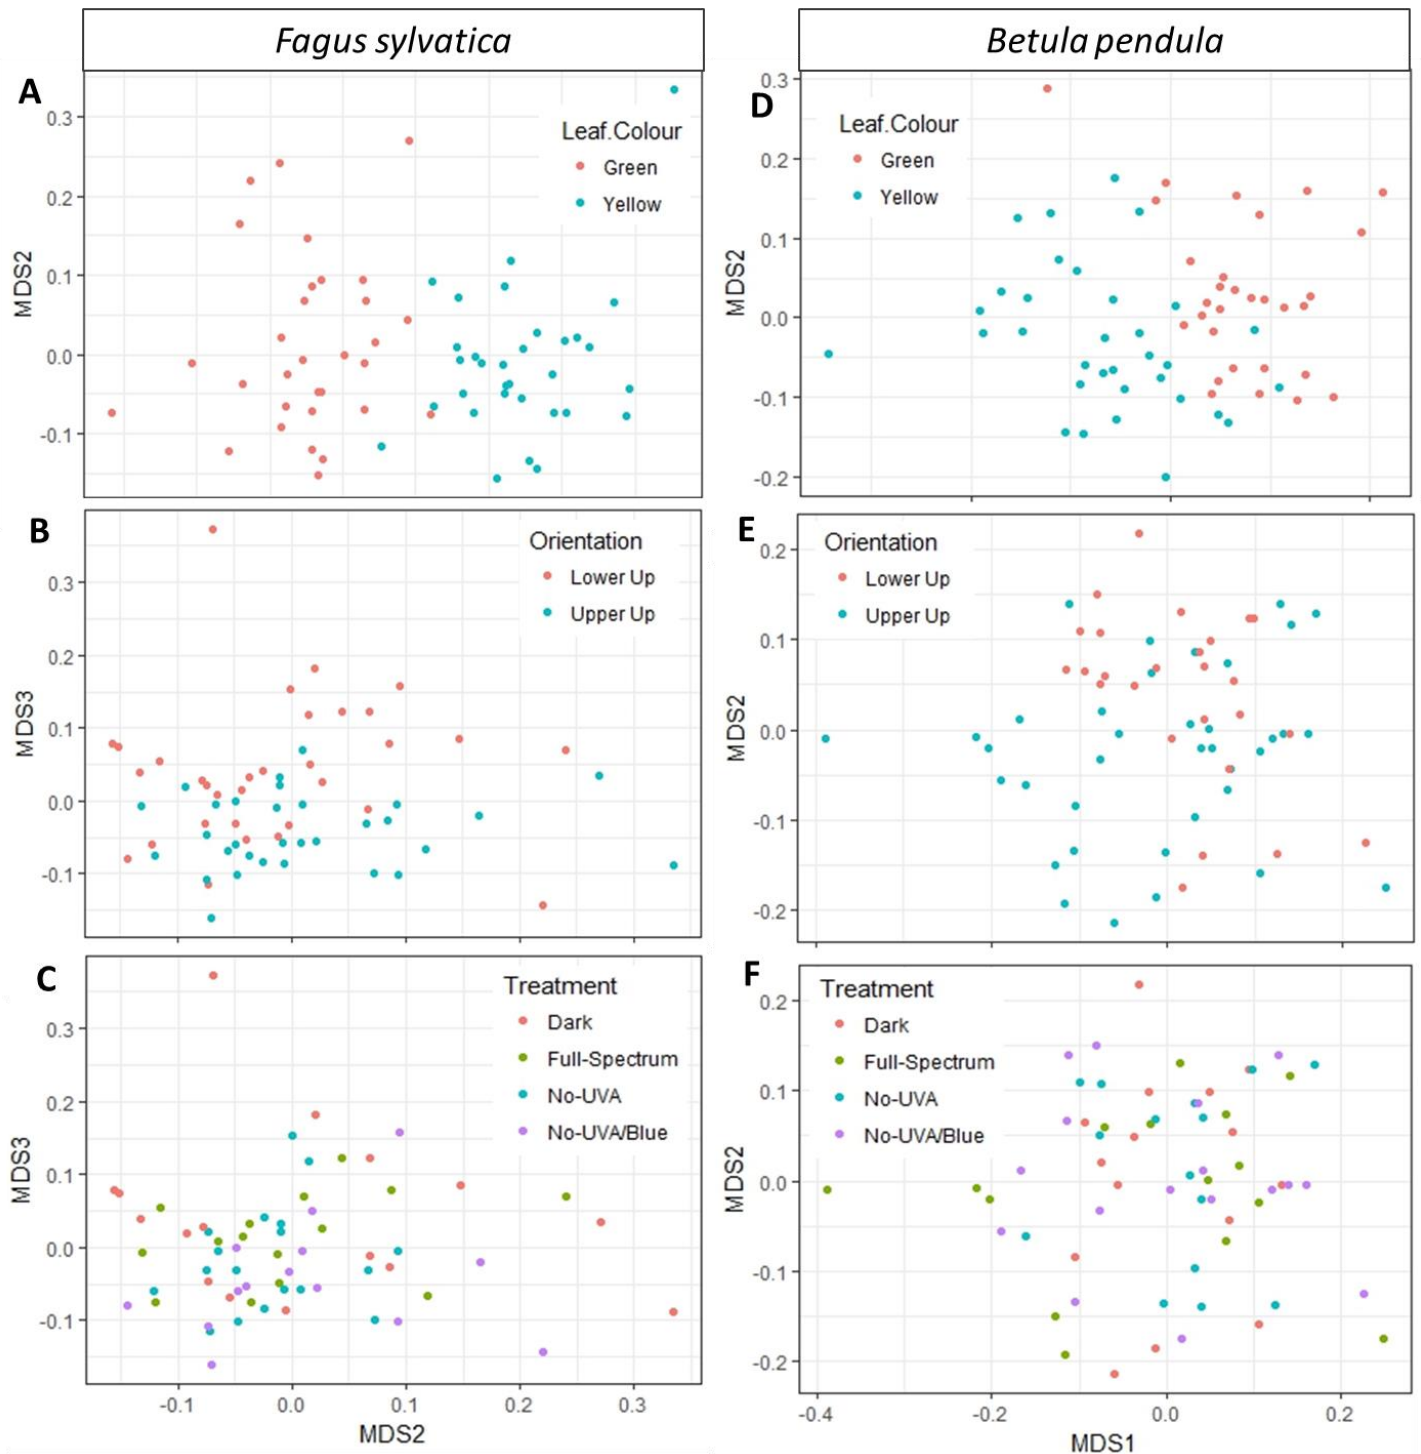 Fagus sylvatica
Betula pendula
A
Leaf.Colour
Green
Yellow
0.3
0.2
0.1
0.0
-0.1
MDS2
D
Leaf.Colour
Green
Yellow
0.3
0.2
0.1
0.0
-0.1
-0.2
MDS2
B
Orientation
Lower Up
Upper Up
0.3
0.2
0.1
0.0
-0.1
MDS3
E
Orientation
Lower Up
Upper Up
0.2
0.1
0.0
-0.1
-0.2
MDS2
C
Treatment
Dark
Full-Spectrum
No-UVA
No-UVA/Blue
0.3
0.2
0.1
0.0
-0.1
MDS3
-0.1 0.0 0.1 0.2 0.3
MDS2
F
Treatment
Dark
Full-Spectrum
No-UVA
No-UVA/Blue
0.2
0.1
0.0
-0.1
-0.2
MDS2
-0.4 -0.2 0.0 0.2
MDS1